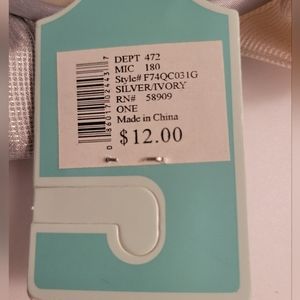 DEPT 472
MIC 180
Style# F74QC031G
SILVER/IVORY
RN# 58909
ONE
Made in China
$12.00